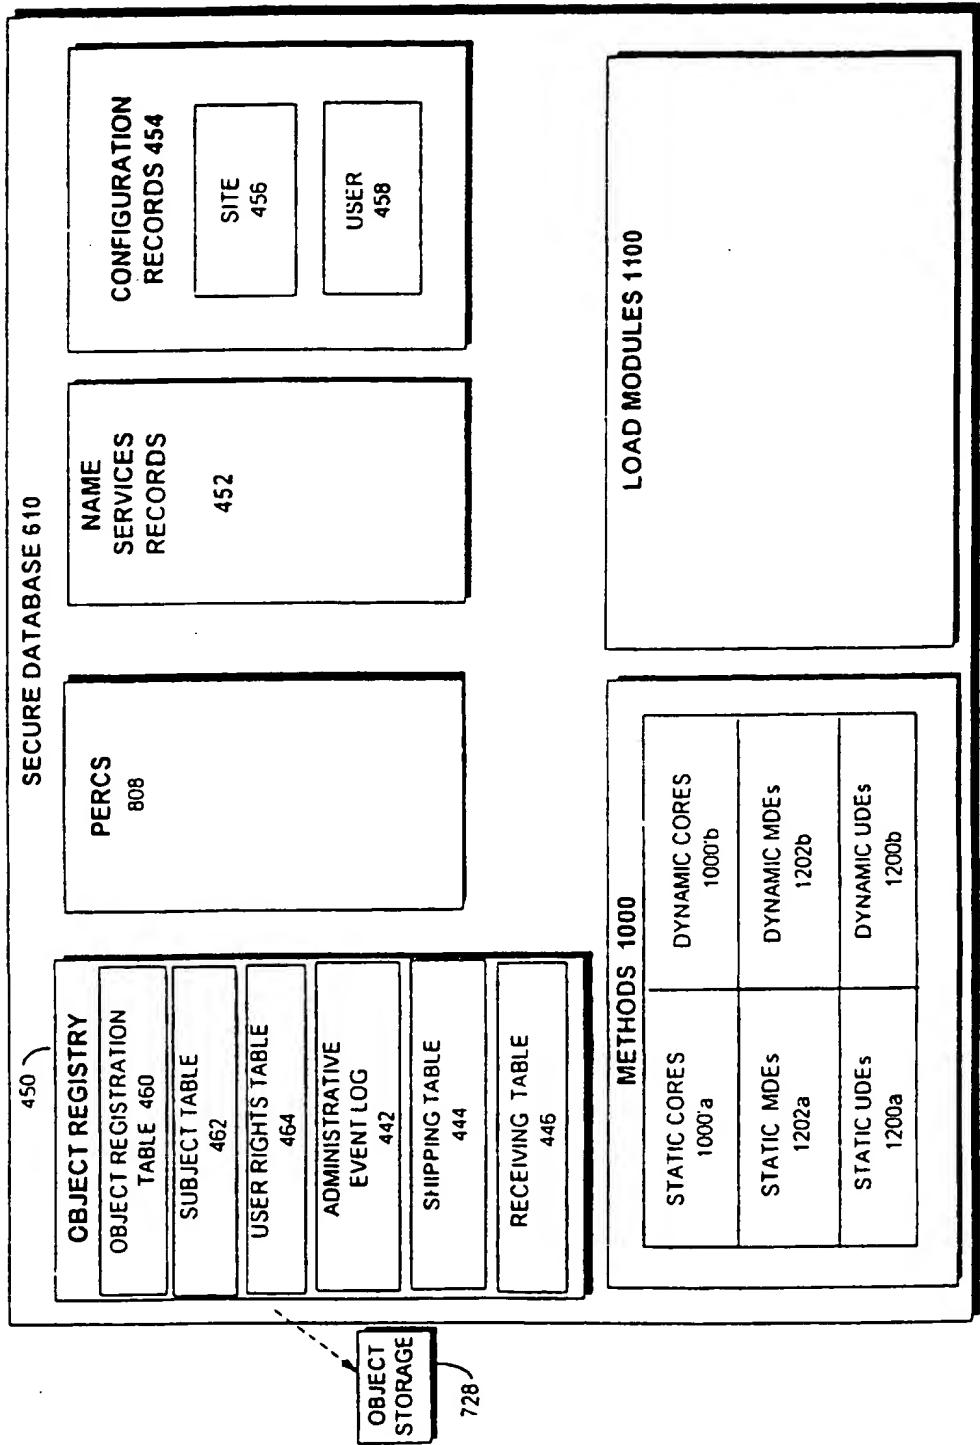 SECURE DATABASE 610
450
CBJECT REGISTRY
OBJECT REGISTRATION
TABLE 460
SUBJECT TABLE
462
USER RIGHTS TABLE
464
ADMINISTRATIVE
EVENT LOG
442
SHIPPING TABLE
444
RECEIVING TABLE
446
OBJECT
STORAGE
728
PERCS
808
NAME
SERVICES
RECORDS
452
CONFIGURATION
RECORDS 454
SITE
456
USER
458
METHODS 1000
STATIC CORES
1000'a
DYNAMIC CORES
1000'b
STATIC MDEs
1202a
DYNAMIC MDEs
1202b
STATIC UDEs
1200a
DYNAMIC UDEs
1200b
LOAD MODULES 1100